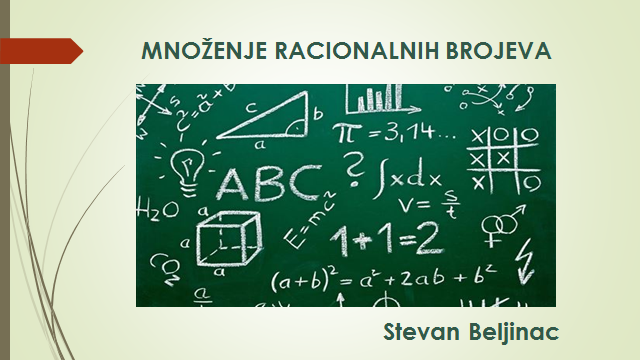 MNOŽENJE RACIONALNIH BROJEVA
c
b
a
c²=a²+b
S
π =3,14...
X O O
X X
X O
ABC
? ∫xdx
v= s/t
H₂O
E=mc²
1+1=2
a
a
a
CO₂
(a+b)² = a² + 2ab + b²
a
Stevan Beljinac